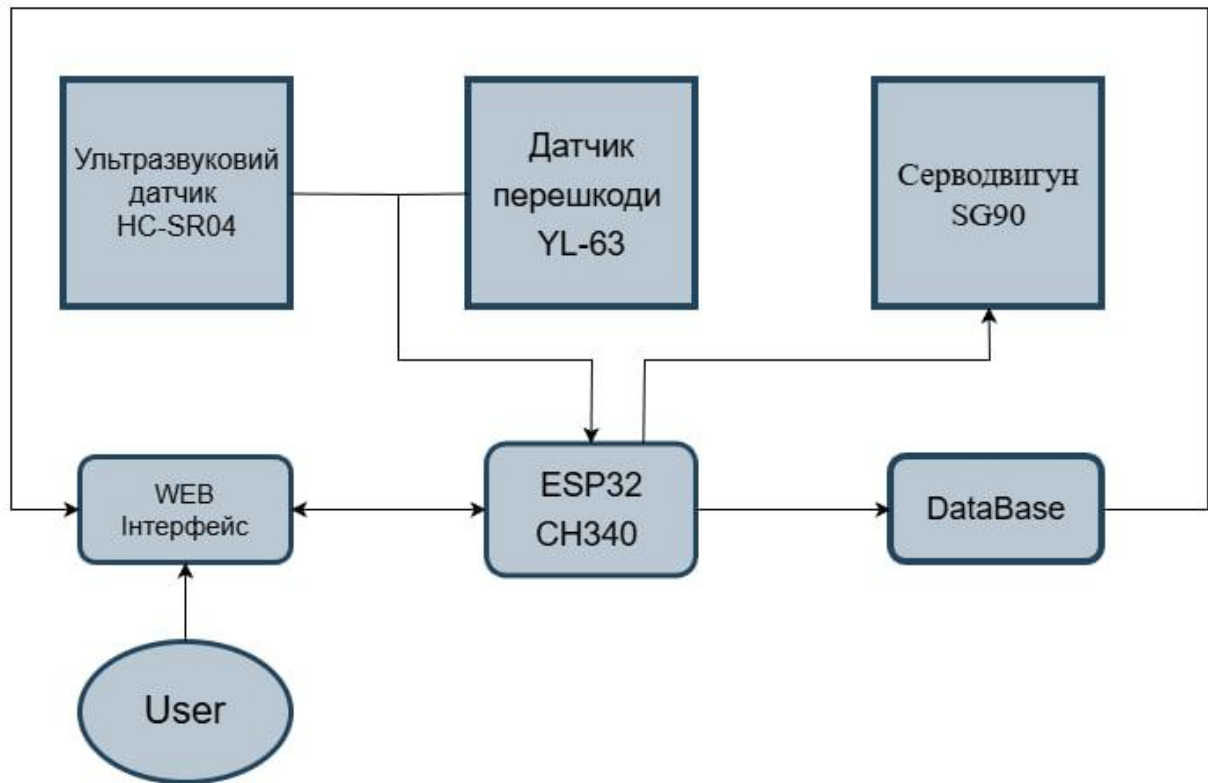 Ультразвуковий
датчик
HC-SR04
Датчик
перешкоди
YL-63
Серводвигун
SG90
WEB
Інтерфейс
ESP32
CH340
DataBase
User